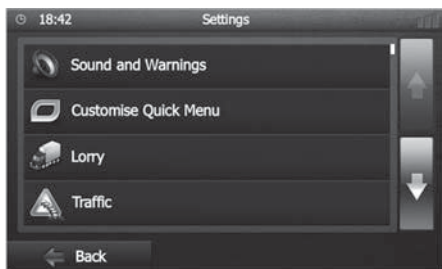 18:42 Settings
Sound and Warnings
Customise Quick Menu
Lorry
Traffic
Back